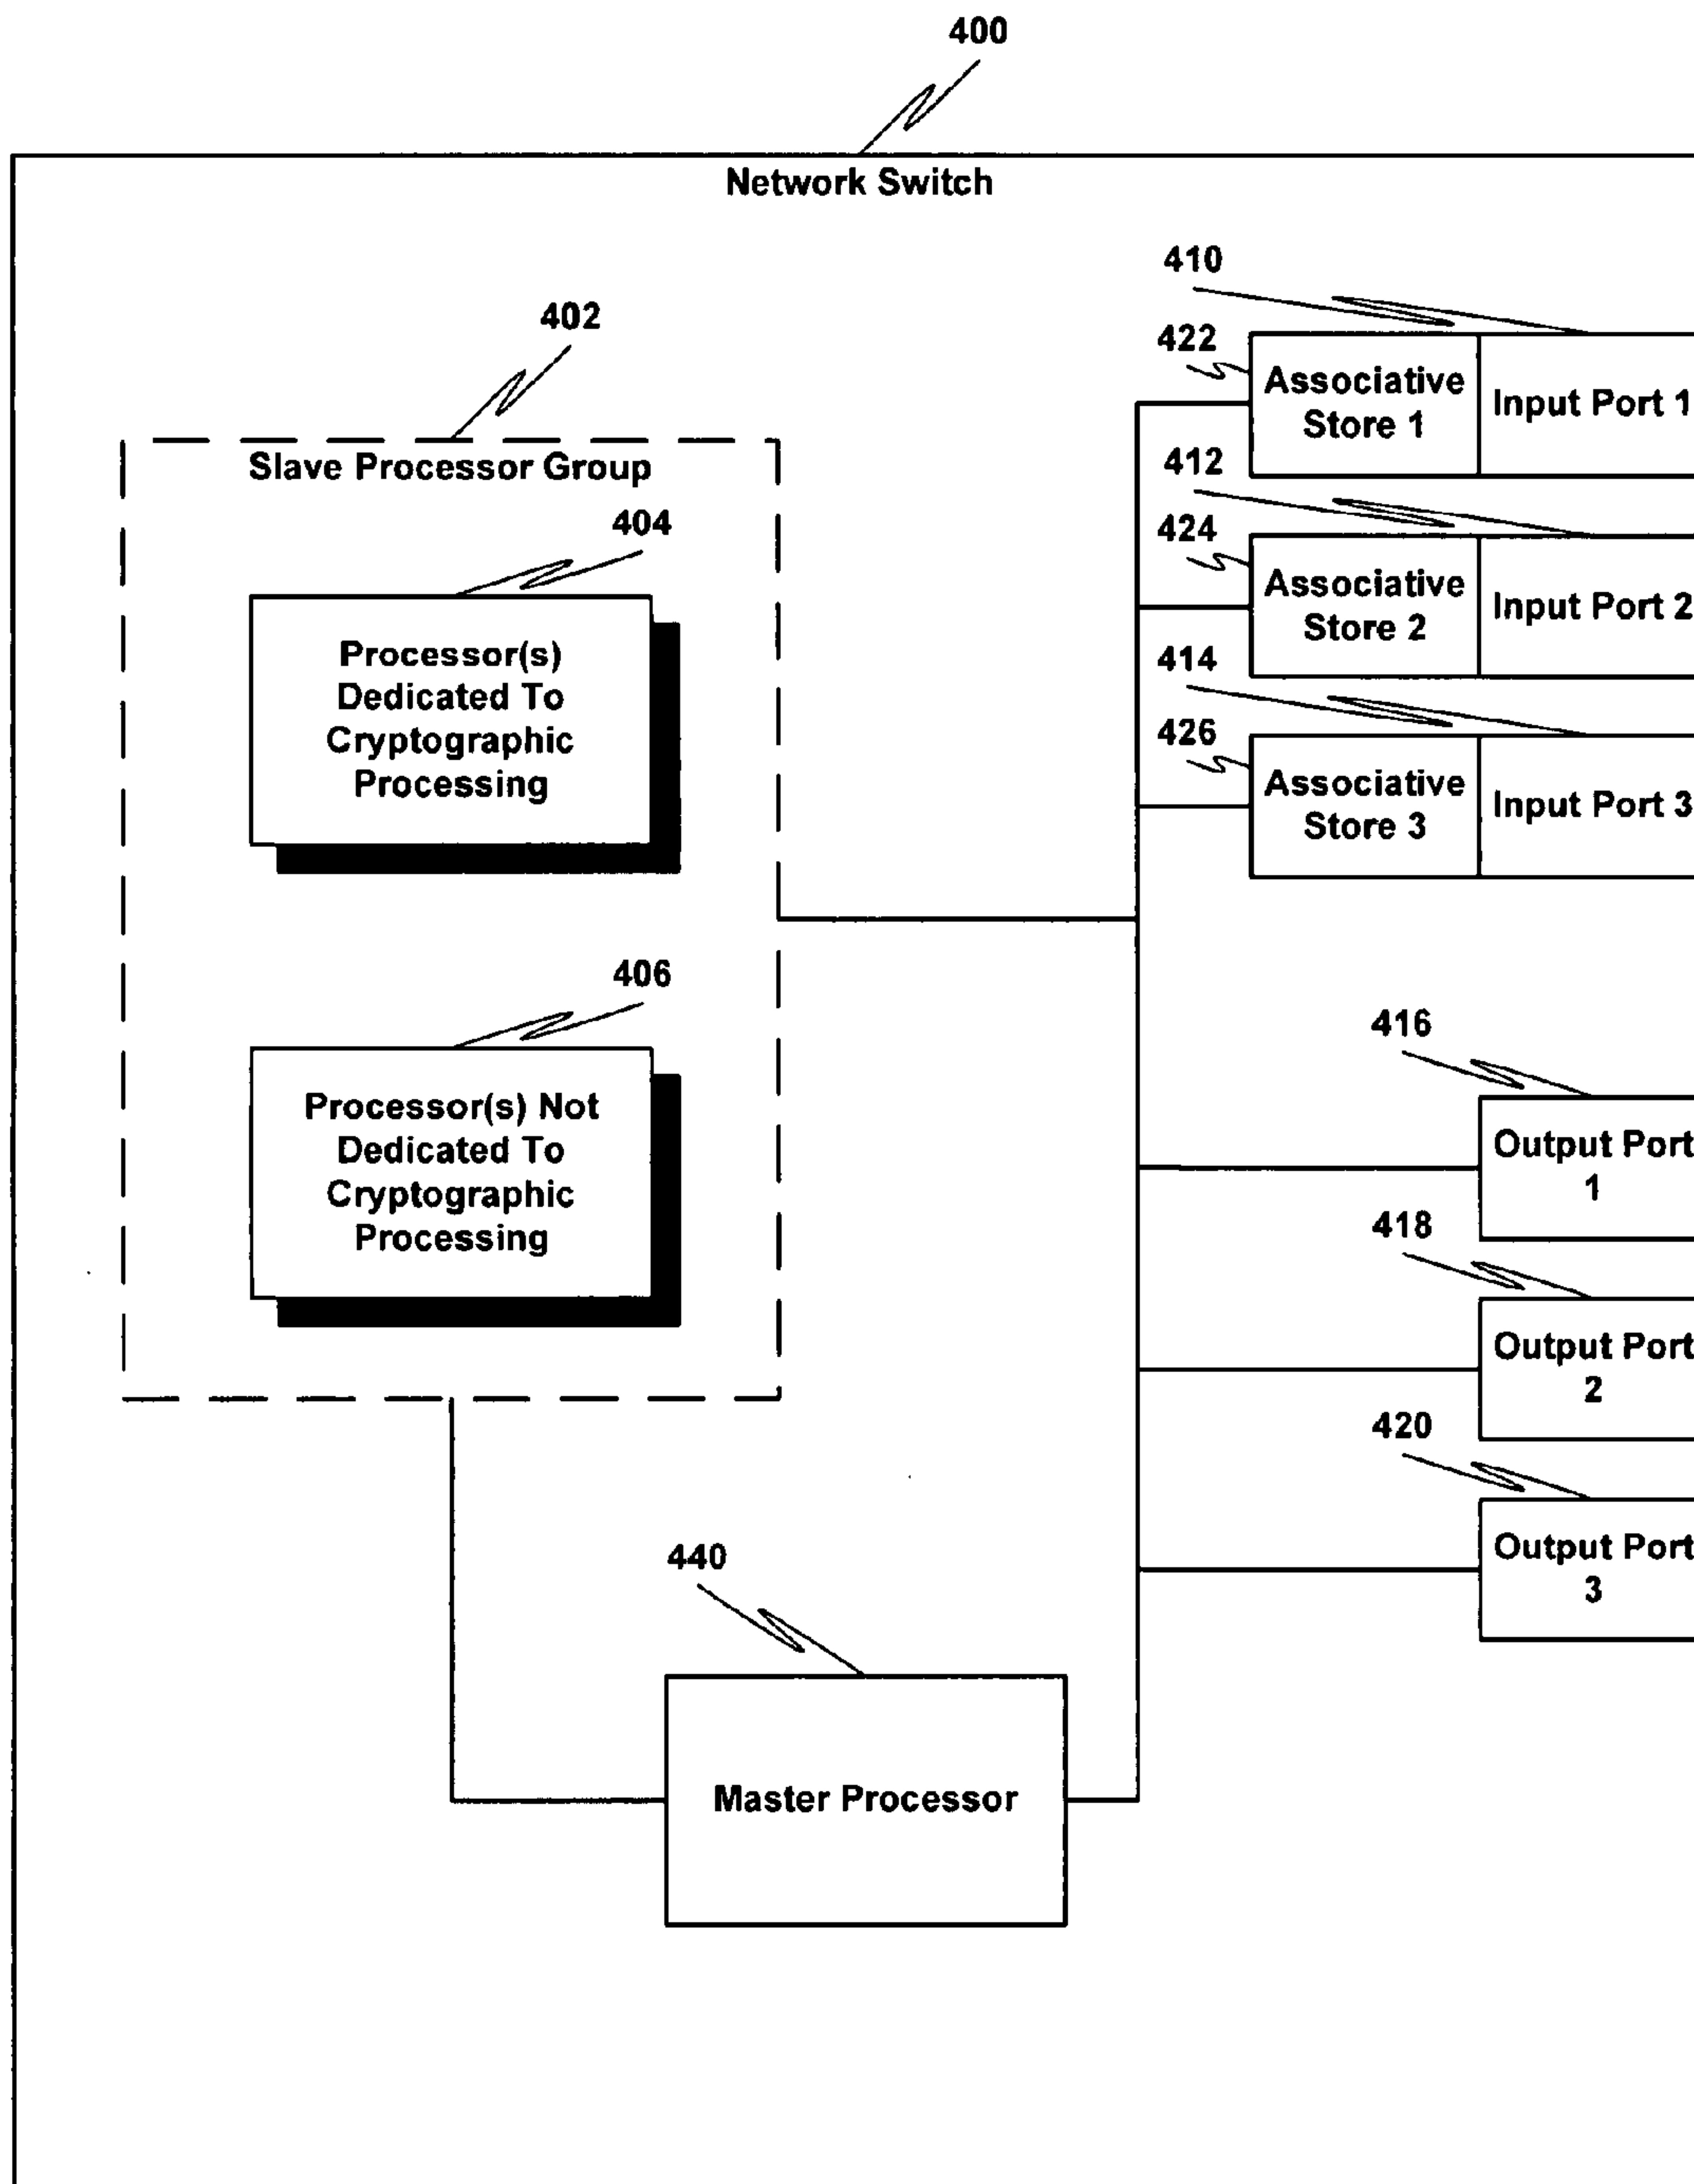 400
Network Switch
410
402
422
Associative
Store 1
Input Port 1
Slave Processor Group
412
404
424
Associative
Store 2
Input Port 2
Processor(s)
Dedicated To
Cryptographic
Processing
414
426
Associative
Store 3
Input Port 3
406
416
Processor(s) Not
Dedicated To
Cryptographic
Processing
Output Port
1
418
Output Port
2
420
Output Port
3
440
Master Processor